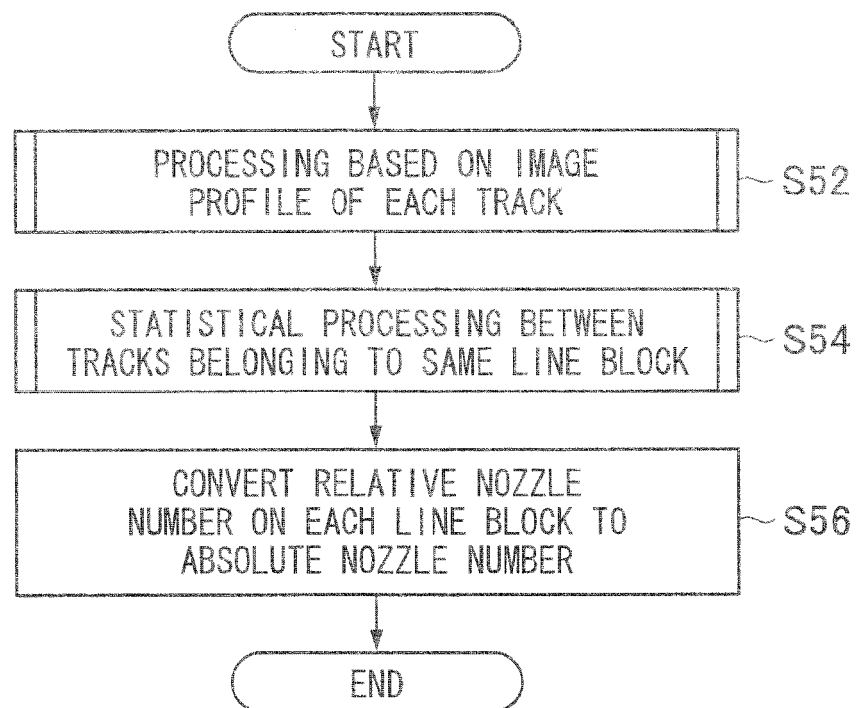 START
PROCESSING BASED ON IMAGE
PROFILE OF EACH TRACK
S52
STATISTICAL PROCESSING BETWEEN
TRACKS BELONGING TO SAME LINE BLOCK
S54
CONVERT RELATIVE NOZZLE
NUMBER ON EACH LINE BLOCK TO
ABSOLUTE NOZZLE NUMBER
S56
END